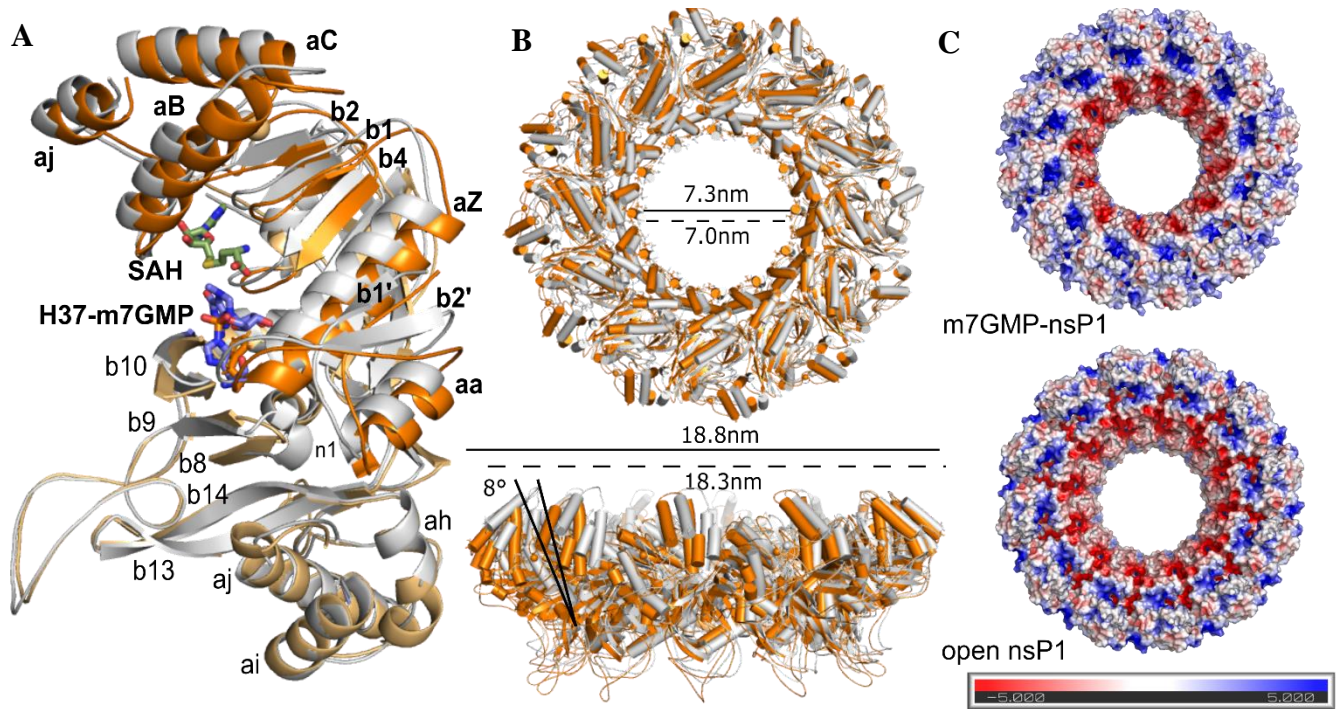 A
aC
aB
aj
b2
b1
b4
aZ
SAH
b1'
b2'
H37-m7GMP
b10
aa
b9
n1
b8
b14
ah
b13
aj
ai
B
7.3nm
7.0nm
18.8nm
18.3nm
8°
C
m7GMP-nsP1
open nsP1
-5.000 5.000